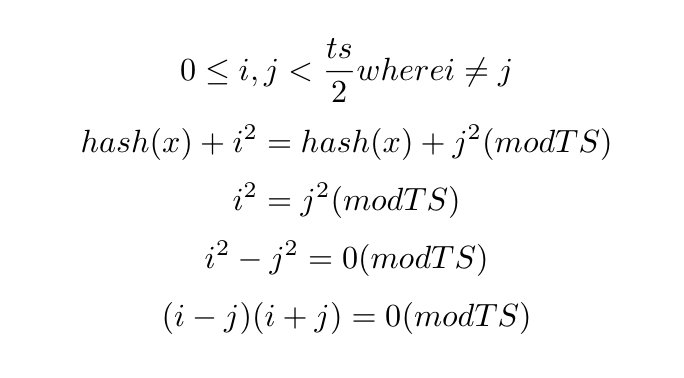 0 ≤ i, j < ts/2 wherei ≠ j
hash(x) + i² = hash(x) + j²(modTS)
i² = j²(modTS)
i² − j² = 0(modTS)
(i − j)(i + j) = 0(modTS)